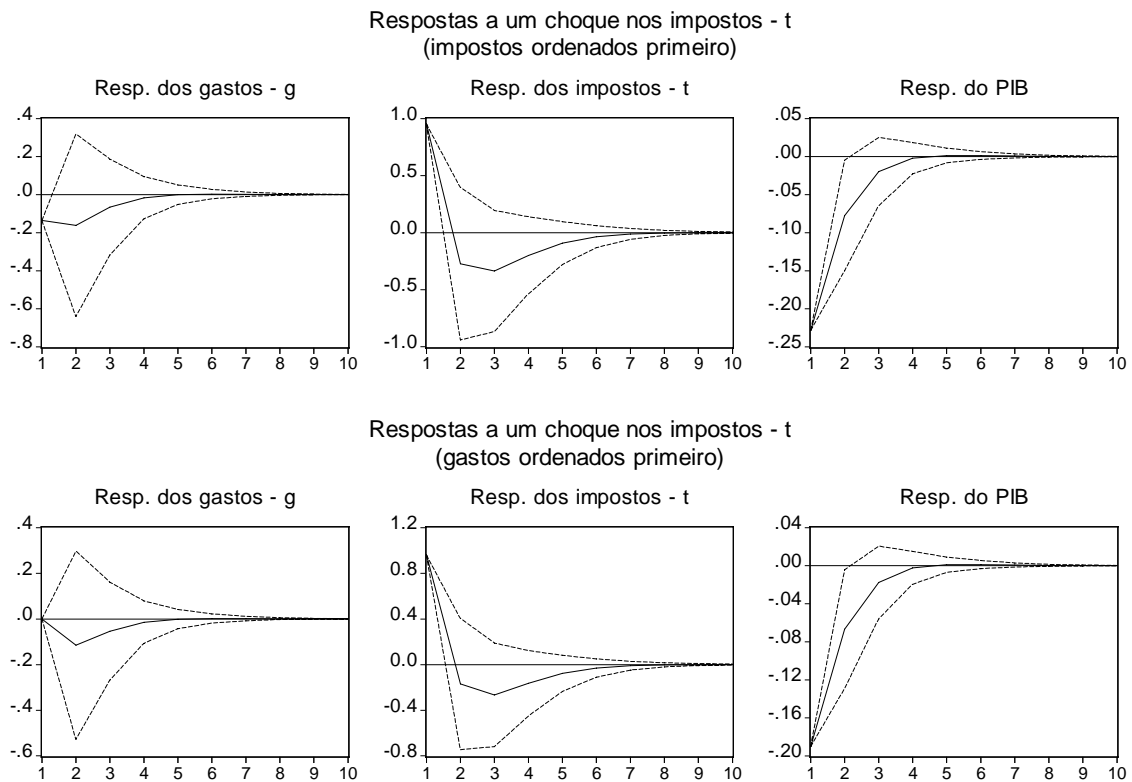 Respostas a um choque nos impostos - t
(impostos ordenados primeiro)
Resp. dos gastos - g
.4
.2
.0
-.2
-.4
-.6
-.8
1 2 3 4 5 6 7 8 9 10
Resp. dos impostos - t
1.0
0.5
0.0
-0.5
-1.0
1 2 3 4 5 6 7 8 9 10
Resp. do PIB
.05
.00
-.05
-.10
-.15
-.20
-.25
1 2 3 4 5 6 7 8 9 10
Respostas a um choque nos impostos - t
(gastos ordenados primeiro)
Resp. dos gastos - g
.4
.2
.0
-.2
-.4
-.6
1 2 3 4 5 6 7 8 9 10
Resp. dos impostos - t
1.2
0.8
0.4
0.0
-0.4
-0.8
1 2 3 4 5 6 7 8 9 10
Resp. do PIB
.04
.00
-.04
-.08
-.12
-.16
-.20
1 2 3 4 5 6 7 8 9 10